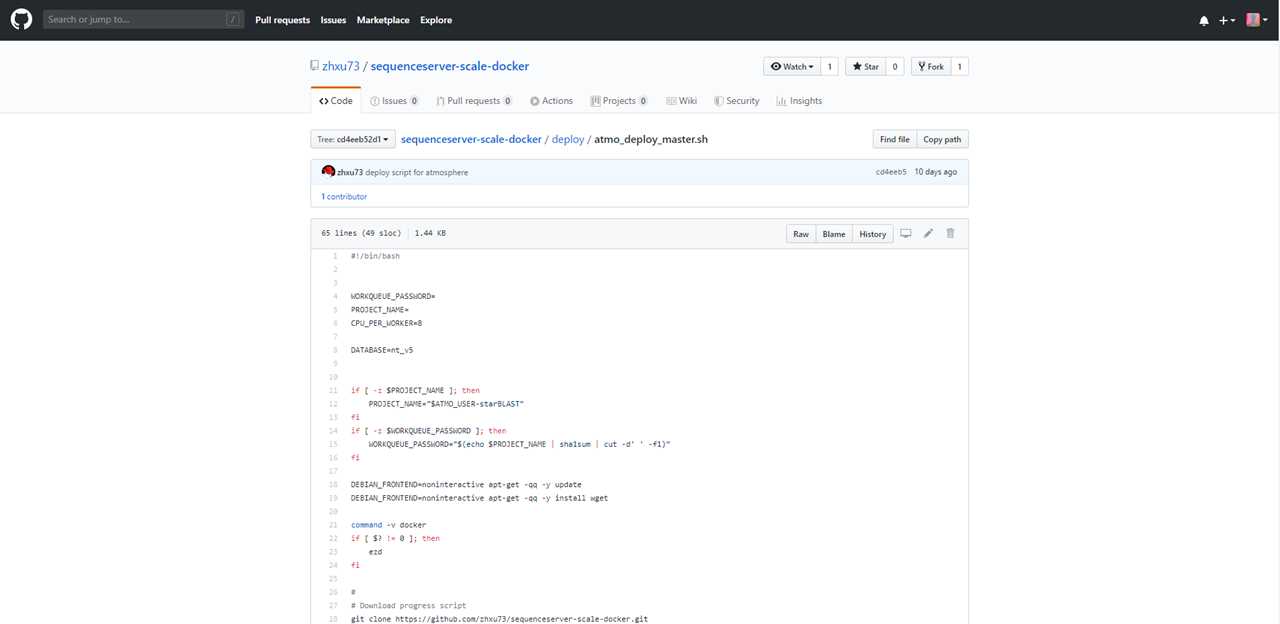 Search or jump to... /
Pull requests Issues Marketplace Explore
zhxu73 / sequenceserver-scale-docker
Watch 1 Star 0 Fork 1
Code Issues 0 Pull requests 0 Actions Projects 0 Wiki Security Insights
Tree: cd4eeb52d1 sequenceserver-scale-docker / deploy / atmo_deploy_master.sh Find file Copy path
zhxu73 deploy script for atmosphere cd4eeb5 10 days ago
1 contributor
65 lines (49 sloc) 1.44 KB Raw Blame History
1 #!/bin/bash
2
3
4 WORKQUEUE_PASSWORD=
5 PROJECT_NAME=
6 CPU_PER_WORKER=8
7
8 DATABASE=nt_v5
9
10
11 if [ -z $PROJECT_NAME ]; then
12 PROJECT_NAME="$ATMO_USER-starBLAST"
13 fi
14 if [ -z $WORKQUEUE_PASSWORD ]; then
15 WORKQUEUE_PASSWORD="$(echo $PROJECT_NAME | sha1sum | cut -d' ' -f1)"
16 fi
17
18 DEBIAN_FRONTEND=noninteractive apt-get -qq -y update
19 DEBIAN_FRONTEND=noninteractive apt-get -qq -y install wget
20
21 command -v docker
22 if [ $? != 0 ]; then
23 ezd
24 fi
25
26 #
27 # Download progress script
28 git clone https://github.com/zhxu73/sequenceserver-scale-docker.git